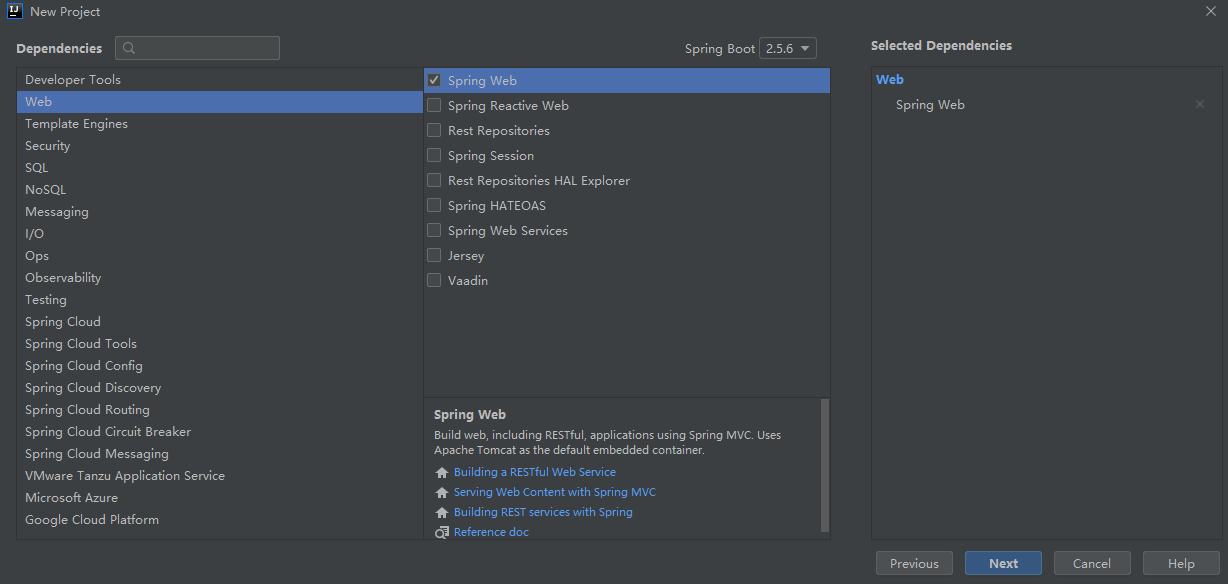 IJ New Project
Dependencies
Spring Boot 2.5.6
Selected Dependencies
Developer Tools
Web
Template Engines
Security
SQL
NoSQL
Messaging
I/O
Ops
Observability
Testing
Spring Cloud
Spring Cloud Tools
Spring Cloud Config
Spring Cloud Discovery
Spring Cloud Routing
Spring Cloud Circuit Breaker
Spring Cloud Messaging
VMware Tanzu Application Service
Microsoft Azure
Google Cloud Platform
Spring Web
Spring Reactive Web
Rest Repositories
Spring Session
Rest Repositories HAL Explorer
Spring HATEOAS
Spring Web Services
Jersey
Vaadin
Spring Web
Build web, including RESTful, applications using Spring MVC. Uses
Apache Tomcat as the default embedded container.
Building a RESTful Web Service
Serving Web Content with Spring MVC
Building REST services with Spring
Reference doc
Web
Spring Web
Previous
Next
Cancel
Help